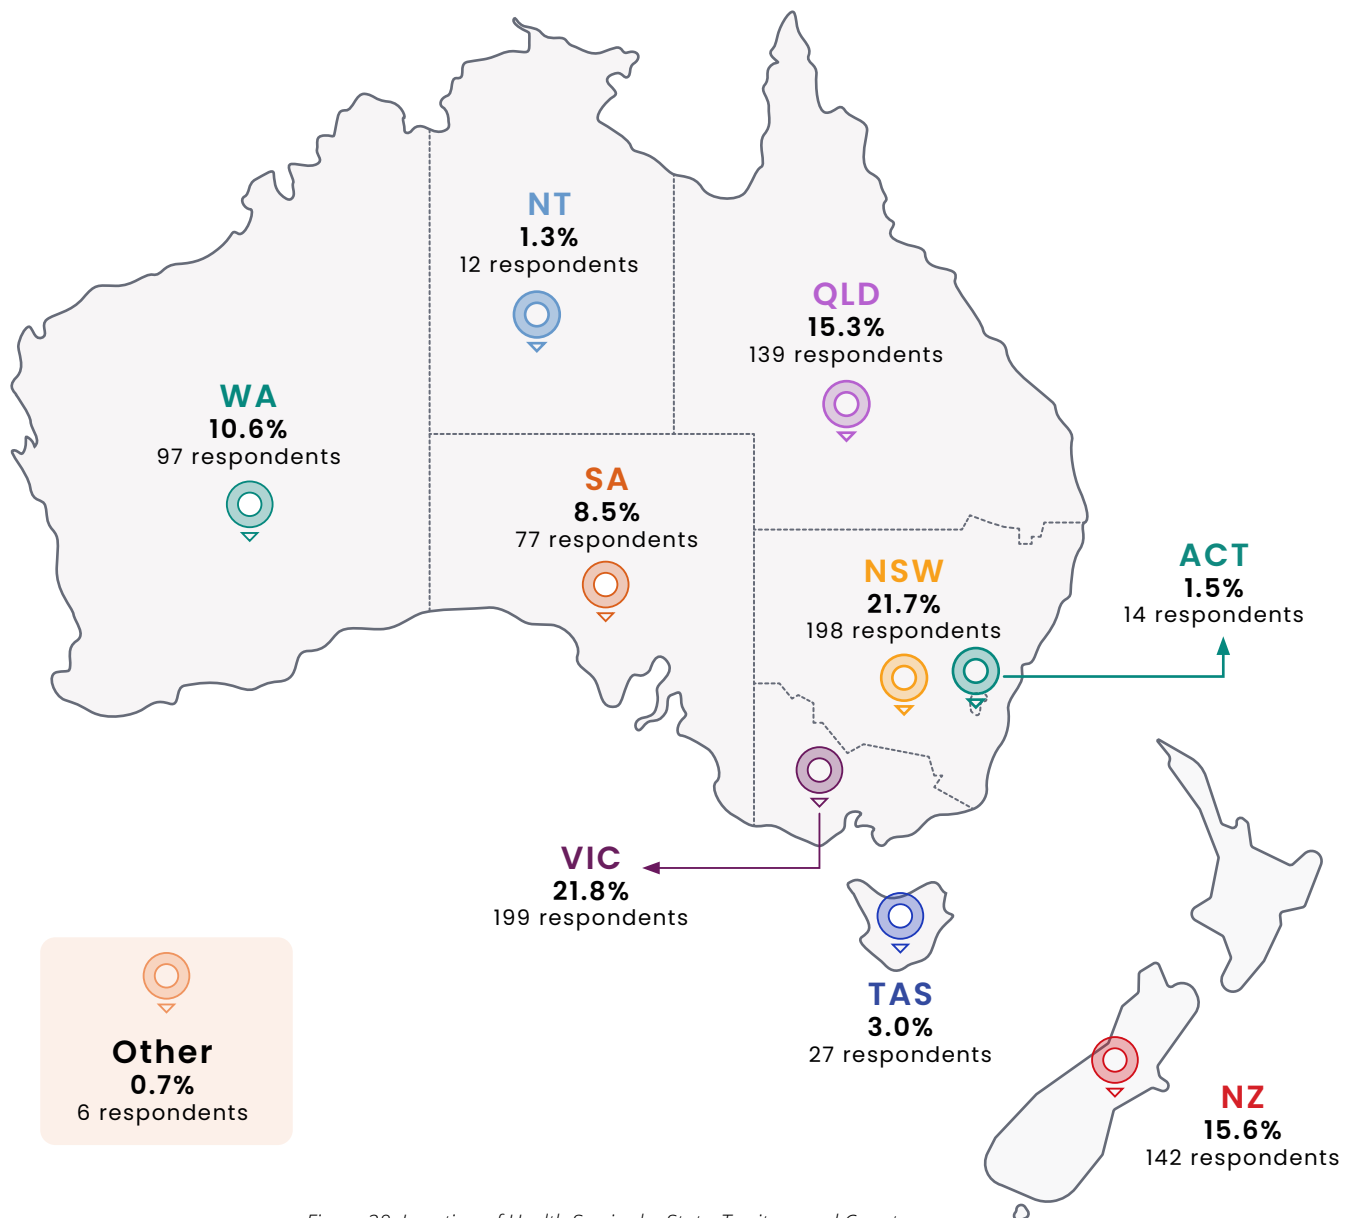 NT
1.3%
12 respondents
QLD
15.3%
139 respondents
WA
10.6%
97 respondents
SA
8.5%
77 respondents
NSW
21.7%
198 respondents
ACT
1.5%
14 respondents
VIC
21.8%
199 respondents
TAS
3.0%
27 respondents
Other
0.7%
6 respondents
NZ
15.6%
142 respondents